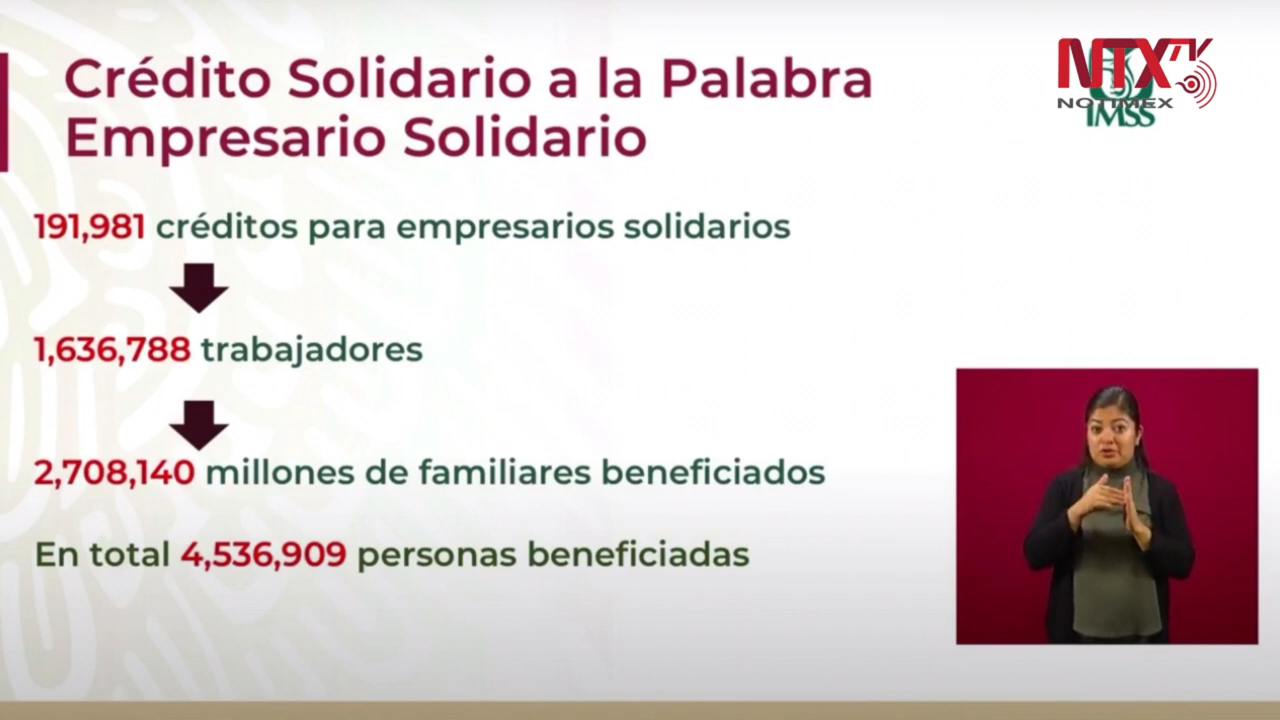 Crédito Solidario a la Palabra
Empresario Solidario
NTX TV
NOTIMEX
IMSS
191,981 créditos para empresarios solidarios
1,636,788 trabajadores
2,708,140 millones de familiares beneficiados
En total 4,536,909 personas beneficiadas